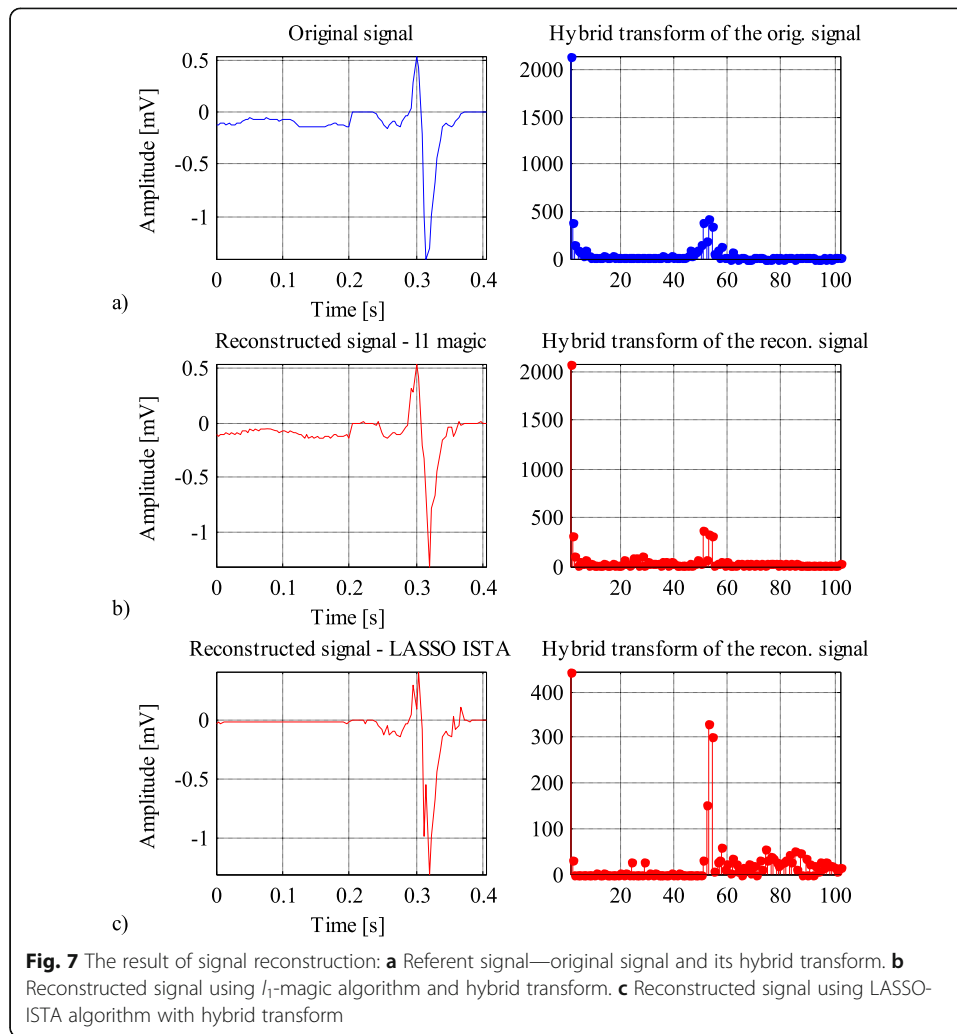 Original signal
Hybrid transform of the orig. signal
0.5
0
-0.5
-1
Amplitude [mV]
0 0.1 0.2 0.3 0.4
Time [s]
2000
1500
1000
500
0
20 40 60 80 100
a)
Reconstructed signal - l1 magic
Hybrid transform of the recon. signal
0.5
0
-0.5
-1
Amplitude [mV]
0 0.1 0.2 0.3 0.4
Time [s]
2000
1500
1000
500
0
20 40 60 80 100
b)
Reconstructed signal - LASSO ISTA
Hybrid transform of the recon. signal
0
-0.5
-1
Amplitude [mV]
0 0.1 0.2 0.3 0.4
Time [s]
400
300
200
100
0
20 40 60 80 100
c)
Fig. 7 The result of signal reconstruction: a Referent signal—original signal and its hybrid transform. b
Reconstructed signal using l1-magic algorithm and hybrid transform. c Reconstructed signal using LASSO-
ISTA algorithm with hybrid transform